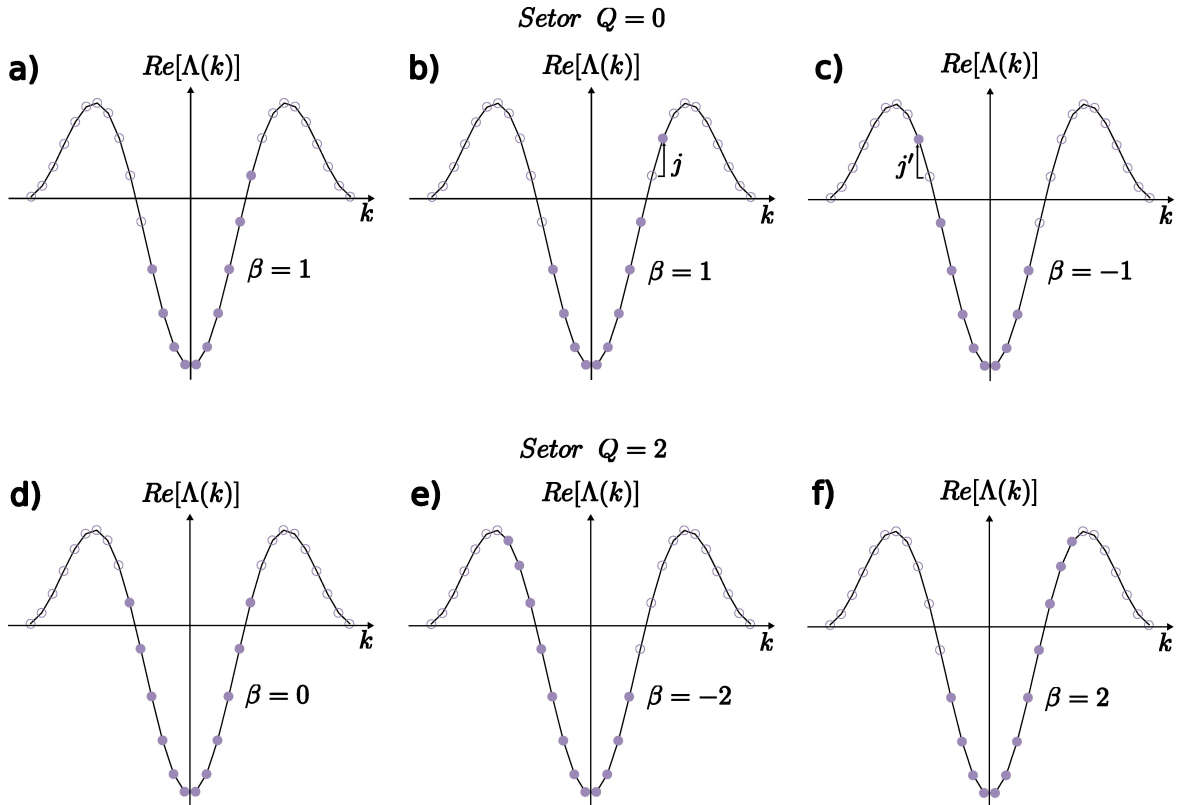 Setor Q = 0
a) Re[Λ(k)]
k
β = 1
b) Re[Λ(k)]
j
k
β = 1
c) Re[Λ(k)]
j'
k
β = −1
Setor Q = 2
d) Re[Λ(k)]
k
β = 0
e) Re[Λ(k)]
k
β = −2
f) Re[Λ(k)]
k
β = 2